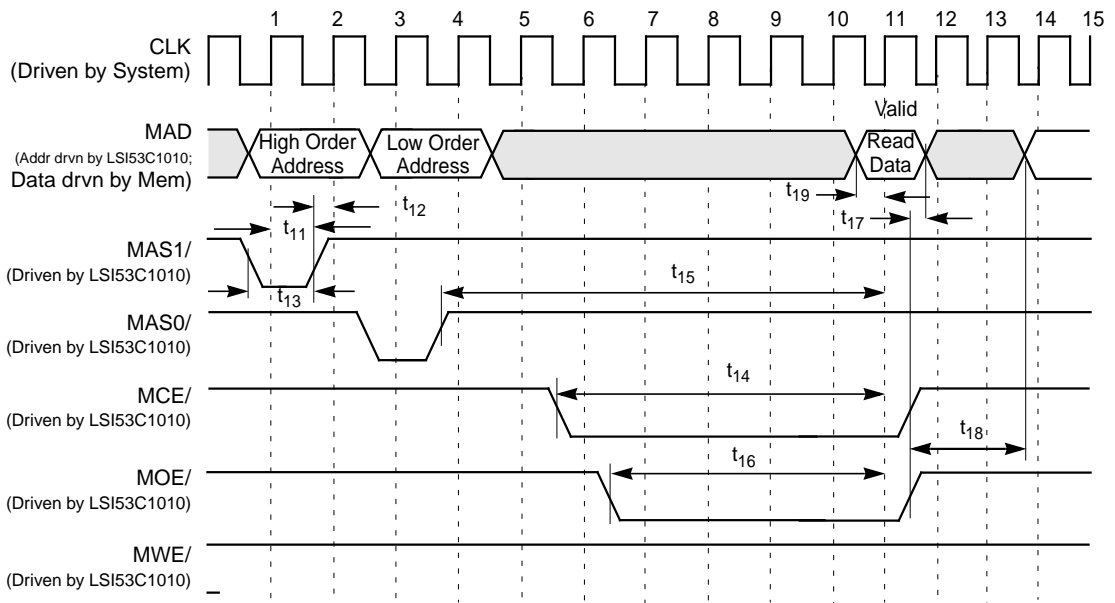 1 2 3 4 5 6 7 8 9 10 11 12 13 14 15
CLK
(Driven by System)
Valid
MAD
(Addr drvn by LSI53C1010;
Data drvn by Mem)
High Order
Address
Low Order
Address
Read
Data
t19
t12
t17
t11
MAS1/
(Driven by LSI53C1010)
t15
t13
MAS0/
(Driven by LSI53C1010)
t14
MCE/
(Driven by LSI53C1010)
t18
t16
MOE/
(Driven by LSI53C1010)
MWE/
(Driven by LSI53C1010)